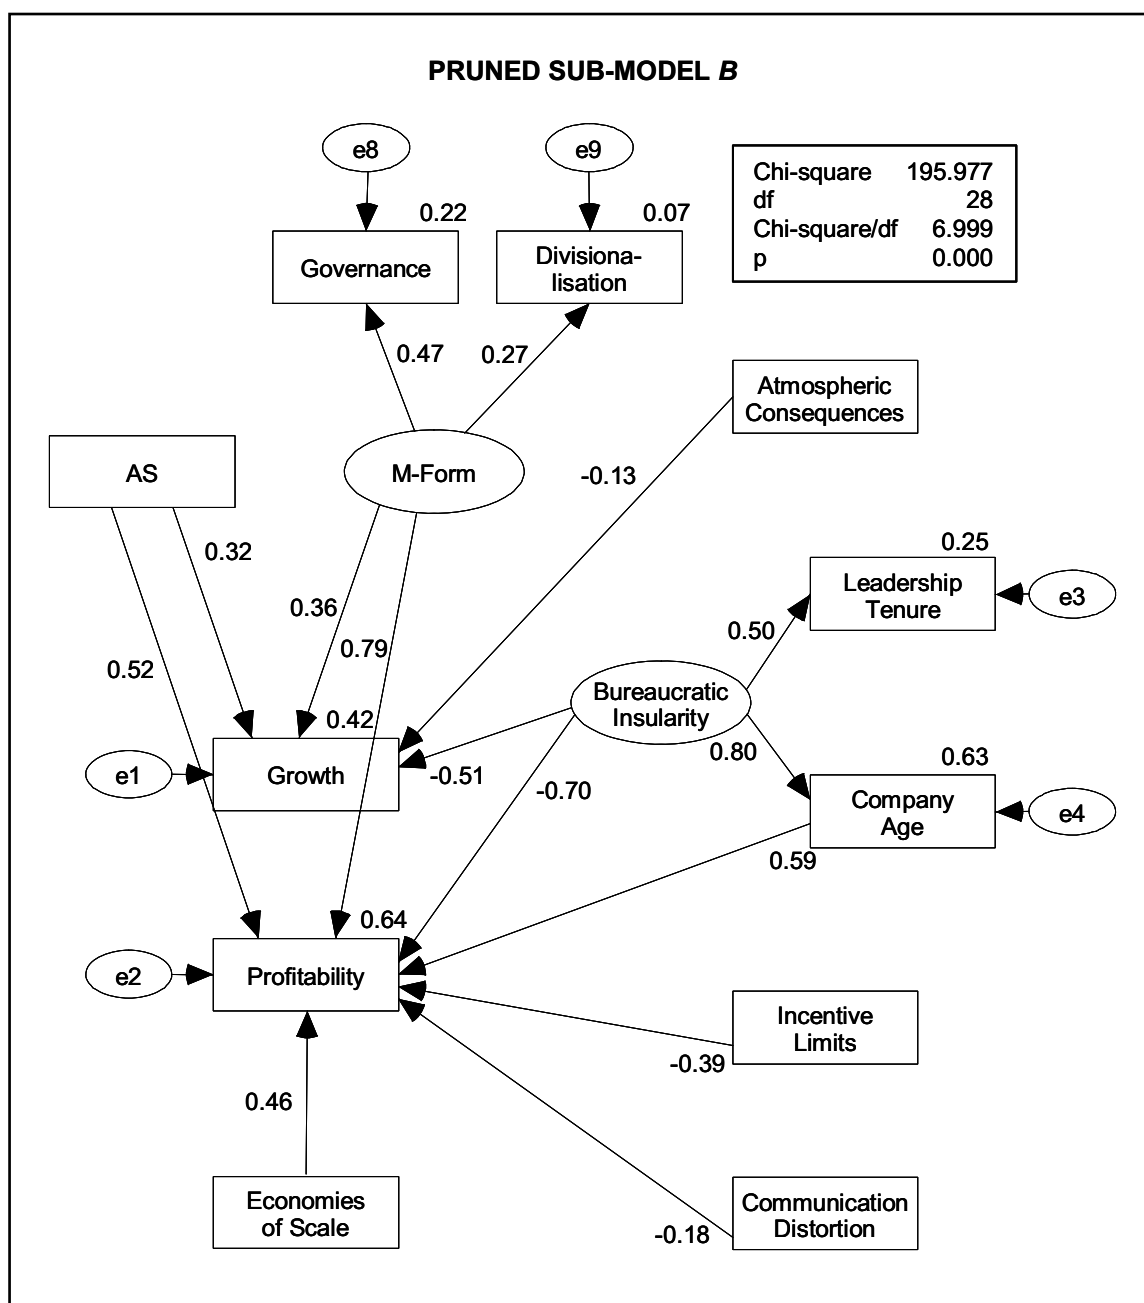 PRUNED SUB-MODEL B
e8
e9
Chi-square 195.977
df 28
Chi-square/df 6.999
p 0.000
0.22
0.07
Governance
Divisiona-
lisation
0.47
0.27
Atmospheric
Consequences
AS
M-Form
-0.13
0.32
0.25
Leadership
Tenure
e3
0.36
0.50
0.79
0.52
Bureaucratic
Insularity
0.42
0.80
0.63
e1
Growth
-0.51
-0.70
Company
Age
e4
0.59
0.64
e2
Profitability
Incentive
Limits
-0.39
0.46
Economies
of Scale
Communication
Distortion
-0.18